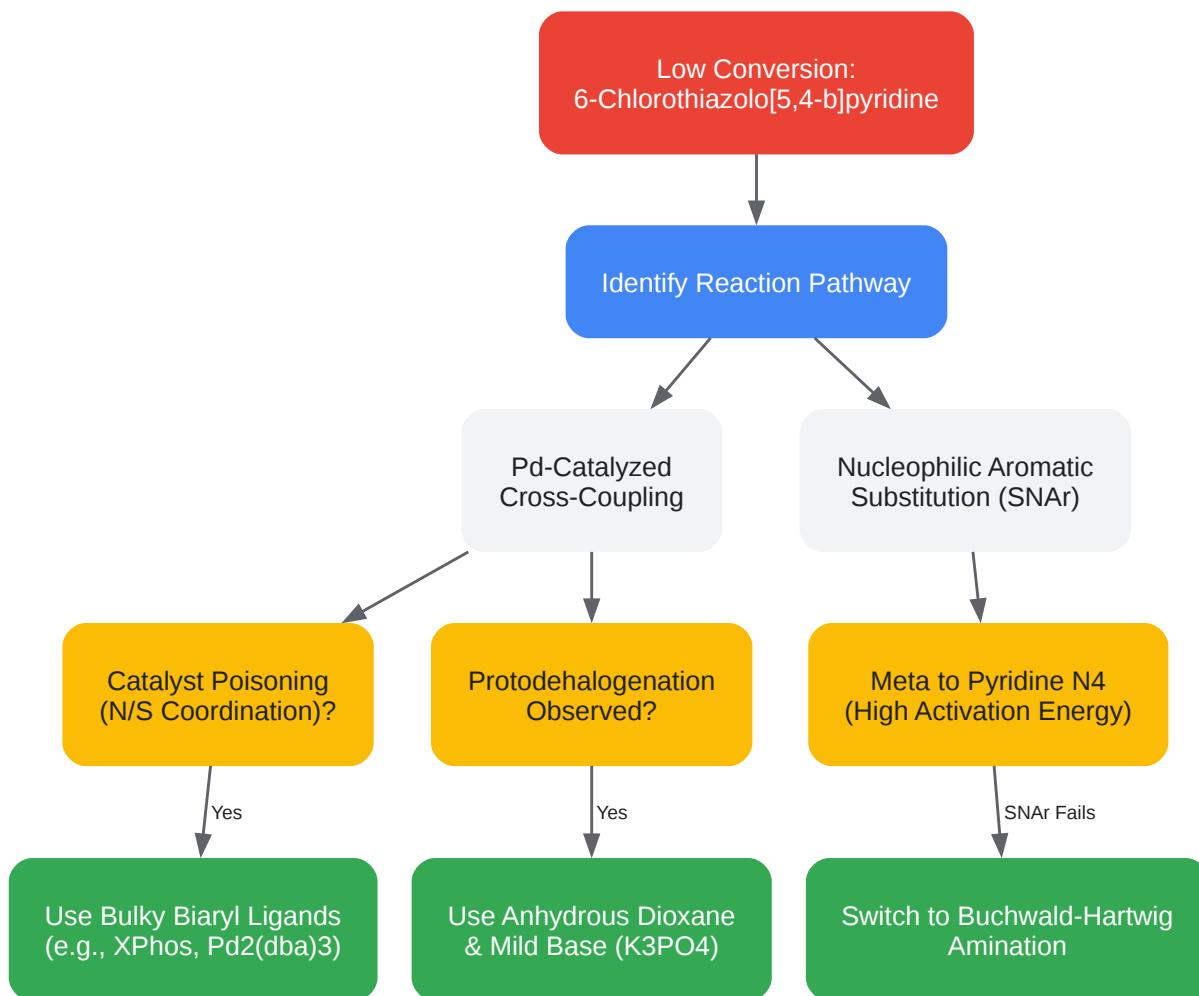 Low Conversion:
6-Chlorothiazolo[5,4-b]pyridine
Identify Reaction Pathway
Pd-Catalyzed
Cross-Coupling
Nucleophilic Aromatic
Substitution (SNAr)
Catalyst Poisoning
(N/S Coordination)?
Protodehalogenation
Observed?
Meta to Pyridine N4
(High Activation Energy)
Yes
Yes
SNAr Fails
Use Bulky Biaryl Ligands
(e.g., XPhos, Pd2(dba)3)
Use Anhydrous Dioxane
& Mild Base (K3PO4)
Switch to Buchwald-Hartwig
Amination